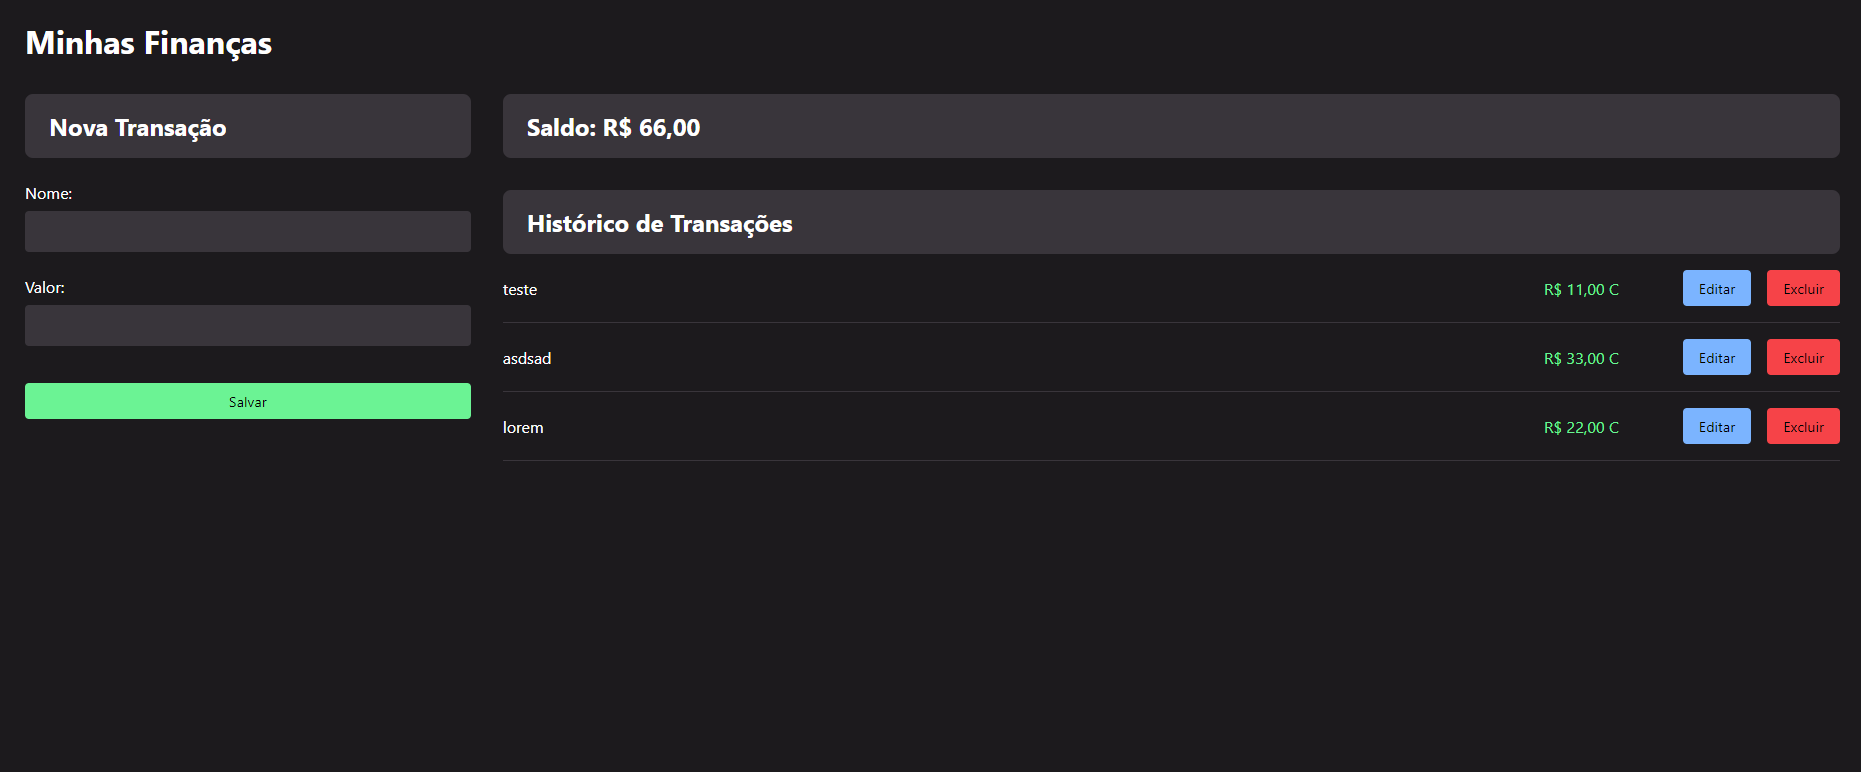 Minhas Finanças
Nova Transação
Nome:
Valor:
Salvar
Saldo: R$ 66,00
Histórico de Transações
teste R$ 11,00 C Editar Excluir
asdsad R$ 33,00 C Editar Excluir
lorem R$ 22,00 C Editar Excluir